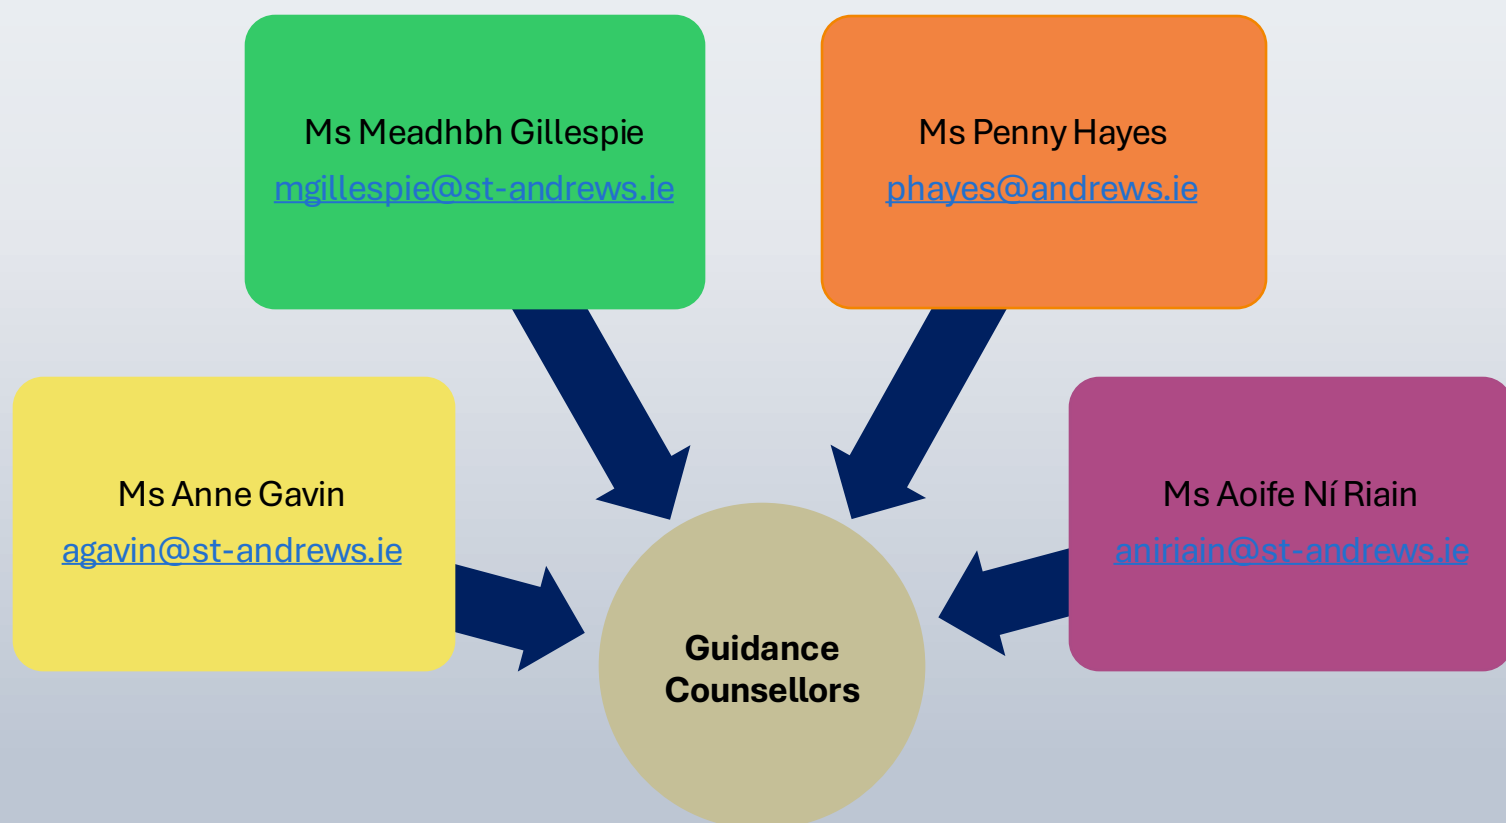 Ms Meadhbh Gillespie
mgillespie@st-andrews.ie
Ms Penny Hayes
phayes@andrews.ie
Ms Anne Gavin
agavin@st-andrews.ie
Ms Aoife Ní Riain
aniriain@st-andrews.ie
Guidance
Counsellors